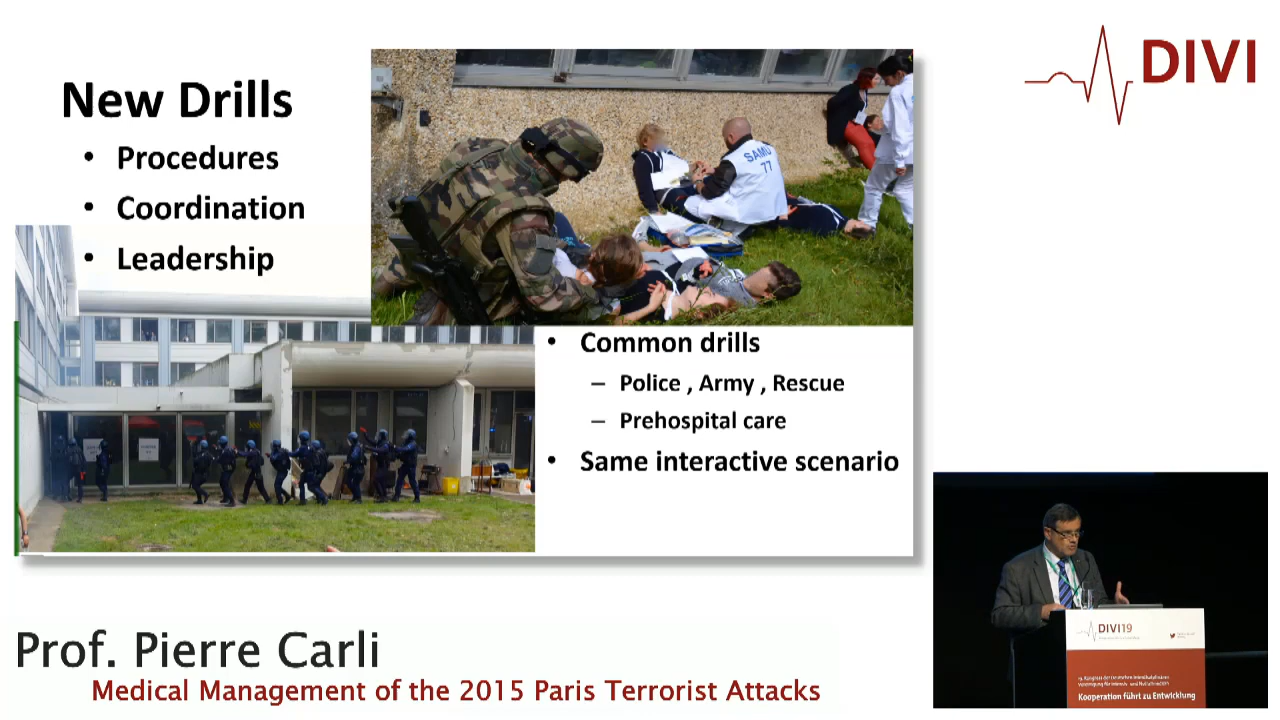 DIVI
New Drills
• Procedures
• Coordination
• Leadership
SAMU
77
• Common drills
– Police , Army , Rescue
– Prehospital care
• Same interactive scenario
DIVI19
Kooperation führt zu Entwicklung
Prof. Pierre Carli
Medical Management of the 2015 Paris Terrorist Attacks